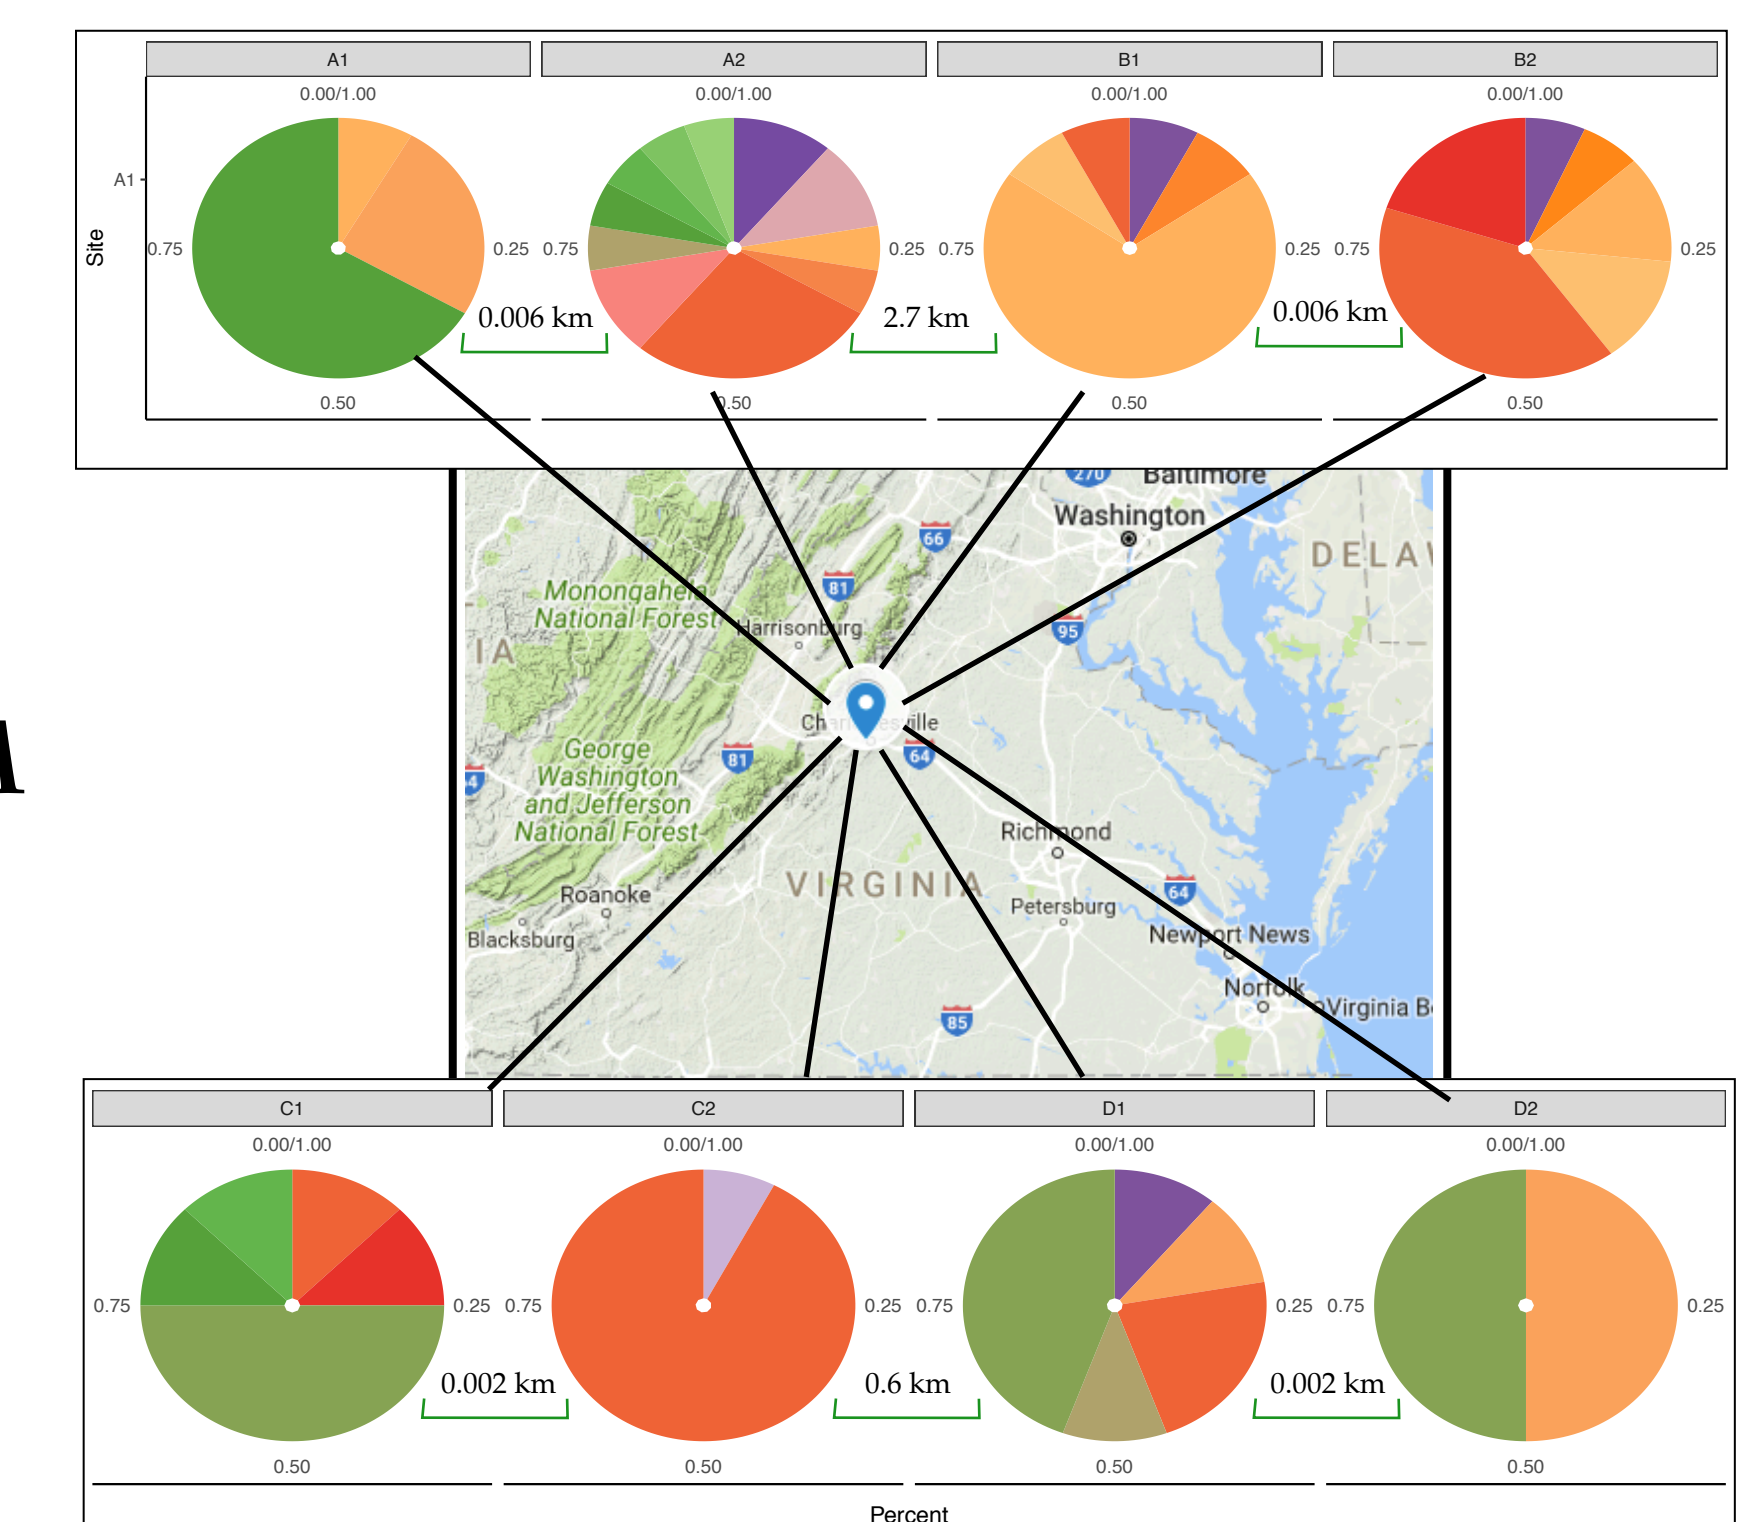 A1 A2 B1 B2
0.00/1.00 0.00/1.00 0.00/1.00 0.00/1.00
A1
Site
0.75 0.25 0.75 0.25 0.75 0.25 0.75 0.25
0.006 km 2.7 km 0.006 km
0.50 0.50 0.50 0.50
270 Baltimore
Washington
66
DELAW
81
Monongahela
National Forest
Harrisonburg
95
IA
Charlottesville
64
George
Washington
and Jefferson
National Forest
81
4
Richmond
VIRGINIA
64
Roanoke
Petersburg
Blacksburg
Newport News
Norfolk
Virginia B
85
C1 C2 D1 D2
0.00/1.00 0.00/1.00 0.00/1.00 0.00/1.00
0.75 0.25 0.75 0.25 0.75 0.25 0.75 0.25
0.002 km 0.6 km 0.002 km
0.50 0.50 0.50 0.50
Percent